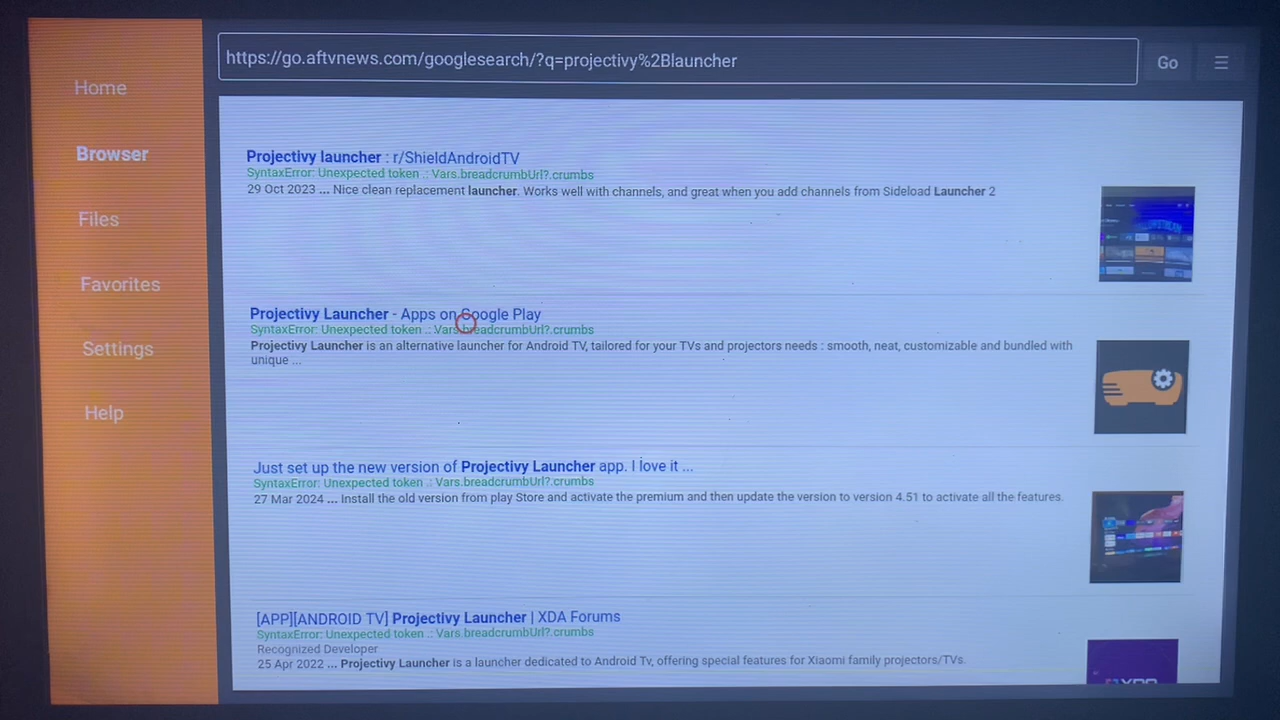 https://go.aftvnews.com/googlesearch/?q=projectivy%2Blauncher
Go
Home
Browser
Files
Favorites
Settings
Help
Projectivy launcher : r/ShieldAndroidTV
SyntaxError: Unexpected token .: Vars.breadcrumbUrl?.crumbs
29 Oct 2023 ... Nice clean replacement launcher. Works well with channels, and great when you add channels from Sideload Launcher 2
Projectivy Launcher - Apps on Google Play
SyntaxError: Unexpected token .: Vars.breadcrumbUrl?.crumbs
Projectivy Launcher is an alternative launcher for Android TV, tailored for your TVs and projectors needs : smooth, neat, customizable and bundled with
unique ...
Just set up the new version of Projectivy Launcher app. I love it ...
SyntaxError: Unexpected token .: Vars.breadcrumbUrl?.crumbs
27 Mar 2024 ... Install the old version from play Store and activate the premium and then update the version to version 4.51 to activate all the features.
[APP][ANDROID TV] Projectivy Launcher | XDA Forums
SyntaxError: Unexpected token .: Vars.breadcrumbUrl?.crumbs
Recognized Developer
25 Apr 2022 ... Projectivy Launcher is a launcher dedicated to Android Tv, offering special features for Xiaomi family projectors/TVs.